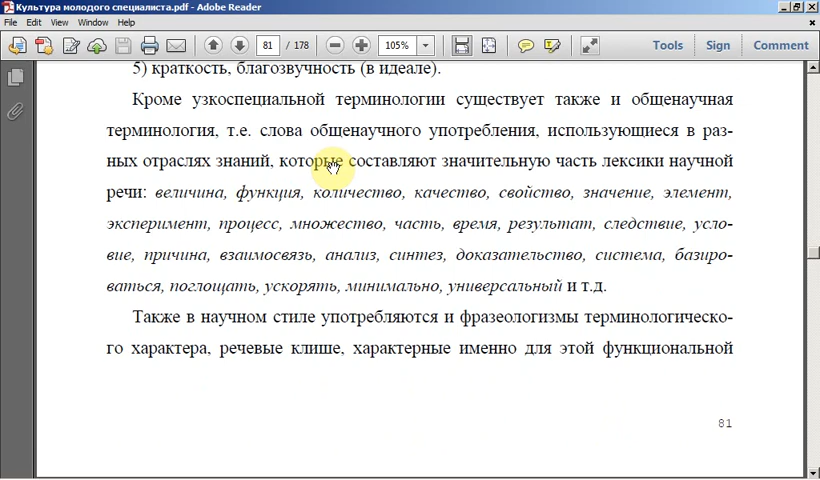 Культура молодого специалиста.pdf - Adobe Reader
File Edit View Window Help
81 / 178 105% Tools Sign Comment
5) краткость, благозвучность (в идеале).
Кроме узкоспециальной терминологии существует также и общенаучная
терминология, т.е. слова общенаучного употребления, использующиеся в раз-
ных отраслях знаний, которые составляют значительную часть лексики научной
речи: величина, функция, количество, качество, свойство, значение, элемент,
эксперимент, процесс, множество, часть, время, результат, следствие, усло-
вие, причина, взаимосвязь, анализ, синтез, доказательство, система, базиро-
ваться, поглощать, ускорять, минимально, универсальный и т.д.
Также в научном стиле употребляются и фразеологизмы терминологическо-
го характера, речевые клише, характерные именно для этой функциональной
81